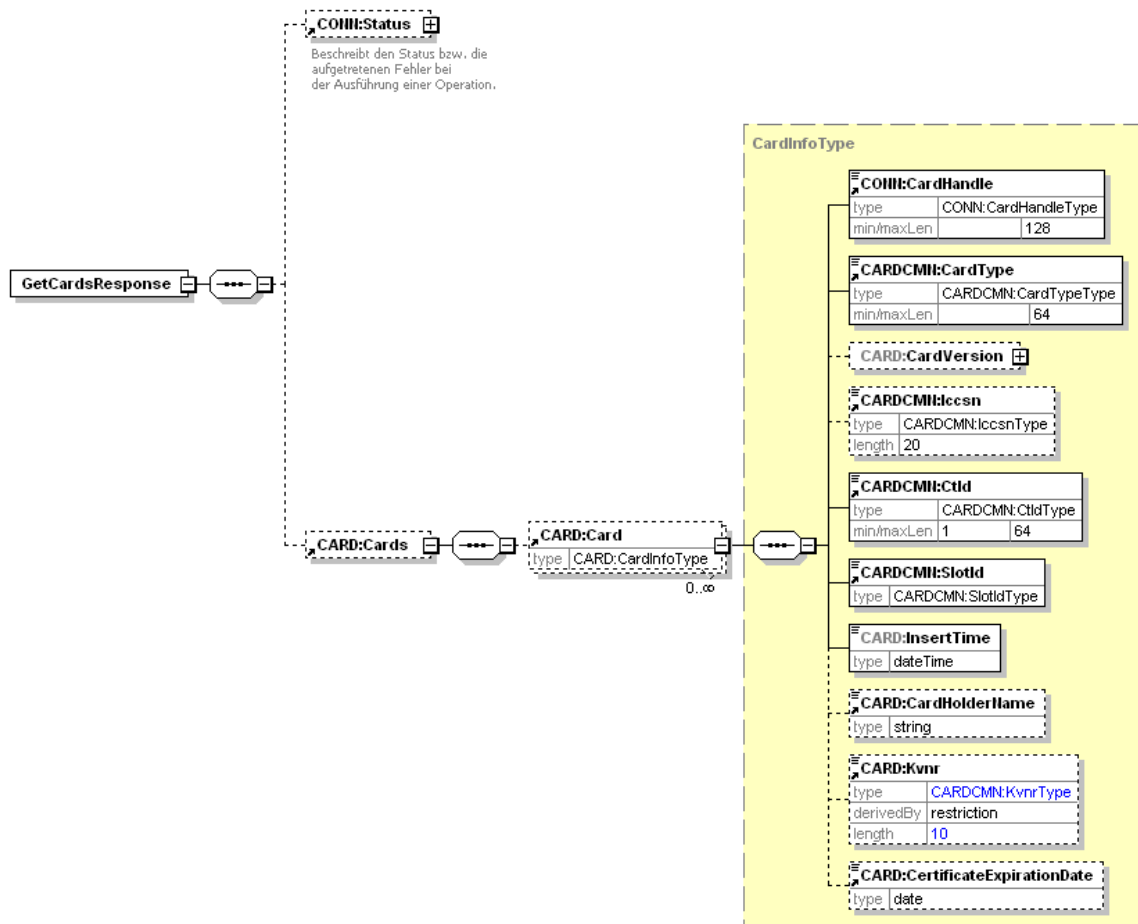 CONN:Status
Beschreibt den Status bzw. die
aufgetretenen Fehler bei
der Ausführung einer Operation.
GetCardsResponse
CARD:Cards
CARD:Card
type CARD:CardInfoType
0..∞
CardInfoType
CONN:CardHandle
type CONN:CardHandleType
min/maxLen 128
CARDCMN:CardType
type CARDCMN:CardTypeType
min/maxLen 64
CARD:CardVersion
CARDCMN:Iccsn
type CARDCMN:IccsnType
length 20
CARDCMN:CtId
type CARDCMN:CtIdType
min/maxLen 1 64
CARDCMN:SlotId
type CARDCMN:SlotIdType
CARD:InsertTime
type dateTime
CARD:CardHolderName
type string
CARD:Kvnr
type CARDCMN:KvnrType
derivedBy restriction
length 10
CARD:CertificateExpirationDate
type date